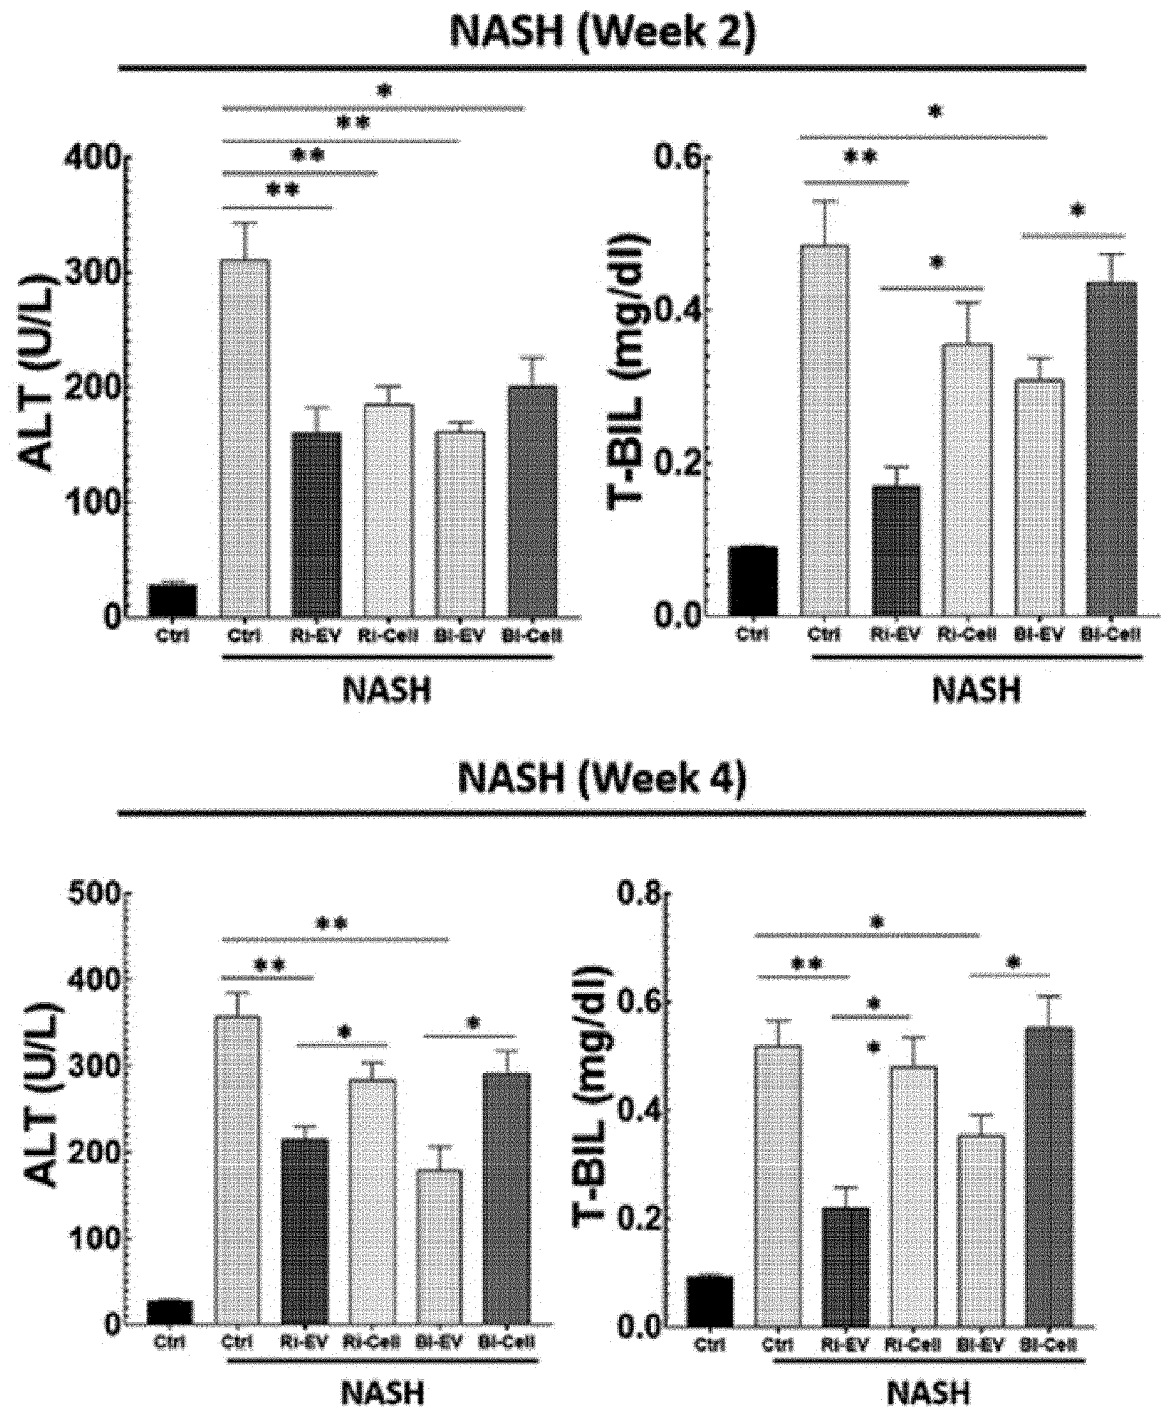 NASH (Week 2)
*
**
**
**
400
300
200
100
0
ALT (U/L)
Ctrl Ctrl Ri-EV Ri-Cell BI-EV BI-Cell
NASH
*
**
*
*
0.6
0.4
0.2
0.0
T-BIL (mg/dl)
Ctrl Ctrl Ri-EV Ri-Cell BI-EV BI-Cell
NASH
NASH (Week 4)
**
**
*
*
500
400
300
200
100
0
ALT (U/L)
Ctrl Ctrl Ri-EV Ri-Cell BI-EV BI-Cell
NASH
*
**
*
*
*
0.8
0.6
0.4
0.2
0.0
T-BIL (mg/dl)
Ctrl Ctrl Ri-EV Ri-Cell BI-EV BI-Cell
NASH